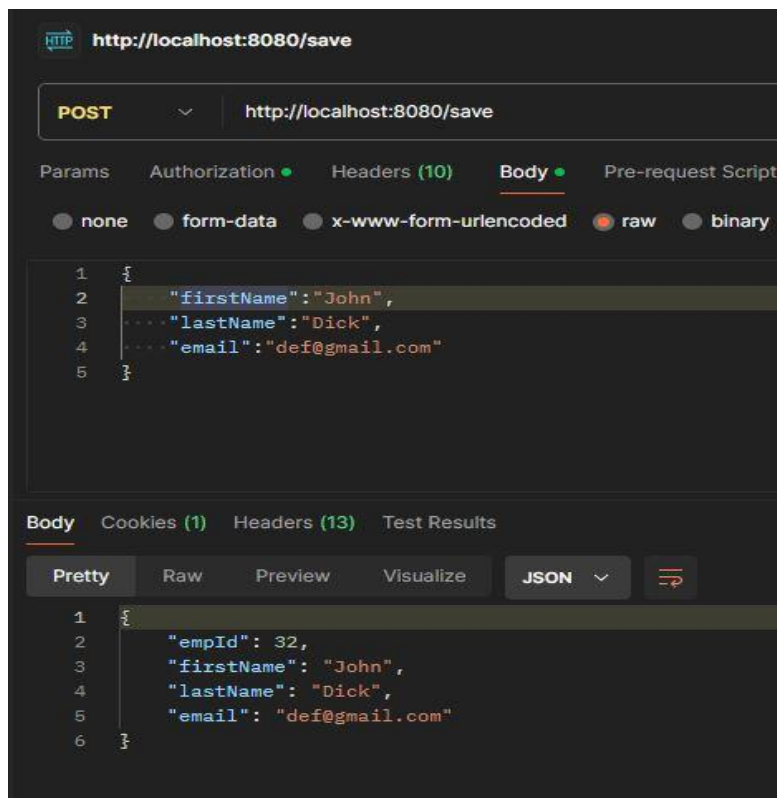 HTTP http://localhost:8080/save
POST http://localhost:8080/save
Params Authorization Headers (10) Body Pre-request Script
none form-data x-www-form-urlencoded raw binary
1 {
2 "firstName":"John",
3 "lastName":"Dick",
4 "email":"def@gmail.com"
5 }
Body Cookies (1) Headers (13) Test Results
Pretty Raw Preview Visualize JSON
1 {
2 "empId": 32,
3 "firstName": "John",
4 "lastName": "Dick",
5 "email": "def@gmail.com"
6 }